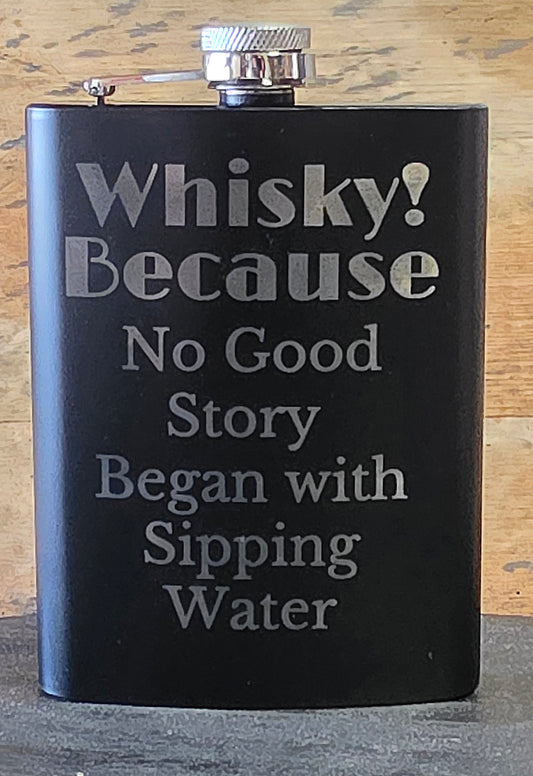 Whisky!
Because
No Good
Story
Began with
Sipping
Water